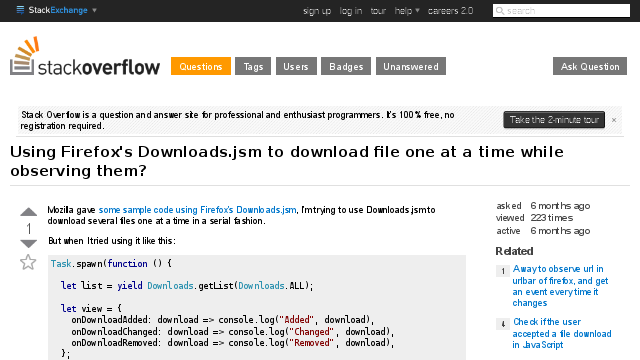 StackExchange sign up log in tour help careers 2.0 search
stackoverflow Questions Tags Users Badges Unanswered Ask Question
Stack Overflow is a question and answer site for professional and enthusiast programmers. It's 100% free, no
registration required.
Take the 2-minute tour ×
Using Firefox's Downloads.jsm to download file one at a time while
observing them?
1
Mozilla gave some sample code using Firefox's Downloads.jsm, I'm trying to use Downloads.jsm to
download several files one at a time in a serial fashion.
But when I tried using it like this:
Task.spawn(function () {
let list = yield Downloads.getList(Downloads.ALL);
let view = {
onDownloadAdded: download => console.log("Added", download),
onDownloadChanged: download => console.log("Changed", download),
onDownloadRemoved: download => console.log("Removed", download),
};
asked 6 months ago
viewed 223 times
active 6 months ago
Related
1 A way to observe url in
urlbar of firefox, and get
an event everytime it
changes
4 Check if the user
accepted a file download
in JavaScript